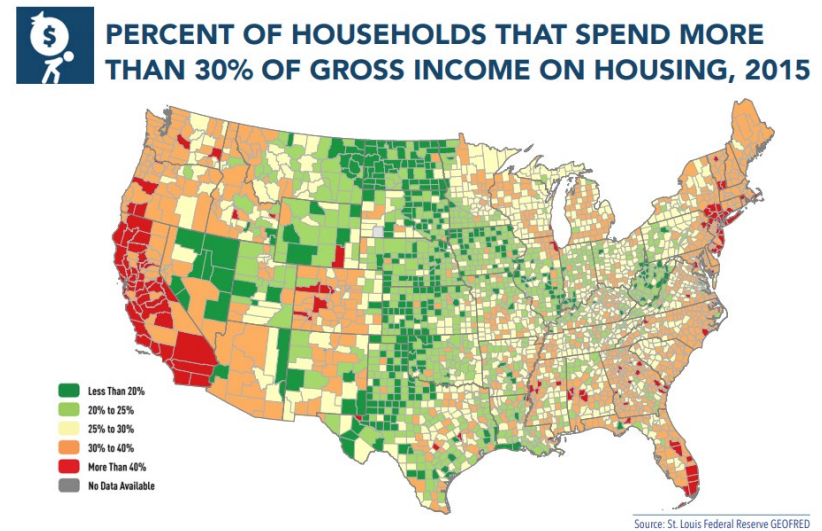 $
PERCENT OF HOUSEHOLDS THAT SPEND MORE
THAN 30% OF GROSS INCOME ON HOUSING, 2015
Less Than 20%
20% to 25%
25% to 30%
30% to 40%
More Than 40%
No Data Available
Source: St. Louis Federal Reserve GEOFRED